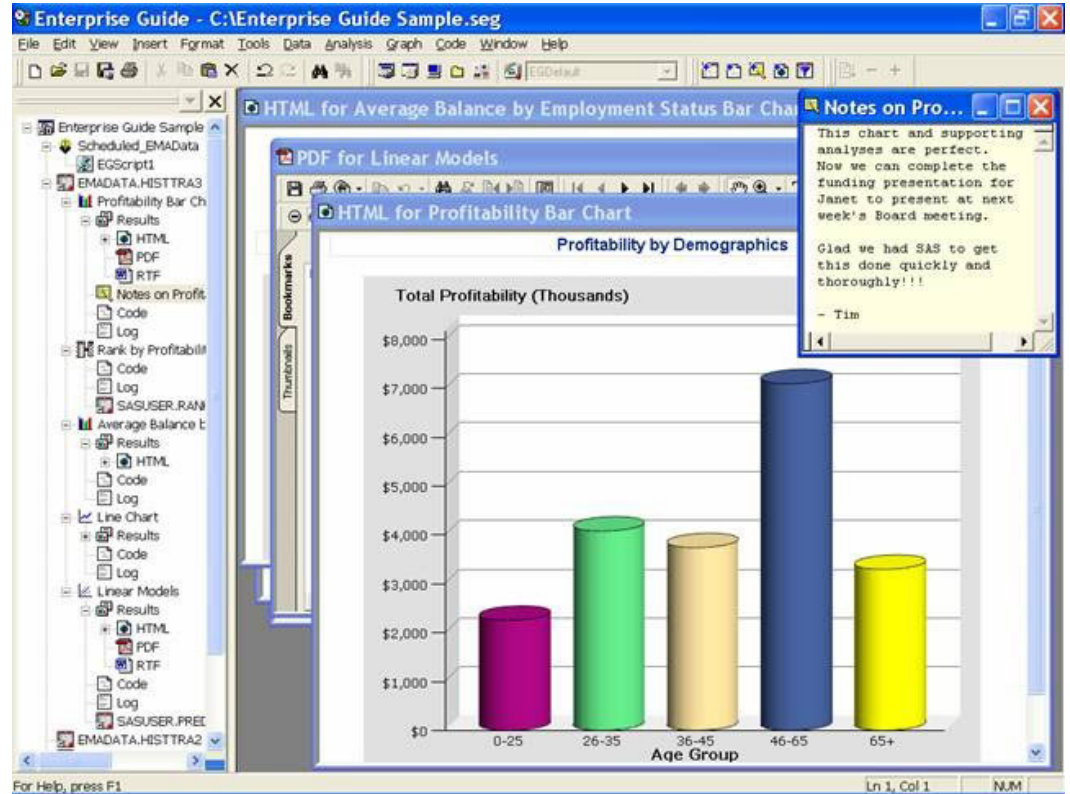 Enterprise Guide - C:\Enterprise Guide Sample.seg
File Edit View Insert Format Tools Data Analysis Graph Code Window Help
EGDefault
Enterprise Guide Sample
Scheduled_EMAData
EGScript1
EMADATA.HISTTRA3
Profitability Bar Ch
Results
HTML
PDF
RTF
Notes on Profit
Code
Log
Rank by Profitabilit
Code
Log
SASUSER.RAN
Average Balance b
Results
HTML
Code
Log
Line Chart
Results
Code
Log
Linear Models
Results
HTML
PDF
RTF
Code
Log
SASUSER.PRED
EMADATA.HISTTRA2
HTML for Average Balance by Employment Status Bar Char
PDF for Linear Models
Bookmarks
Thumbnails
HTML for Profitability Bar Chart
Profitability by Demographics
Total Profitability (Thousands)
$8,000
$7,000
$6,000
$5,000
$4,000
$3,000
$2,000
$1,000
$0
0-25 26-35 36-45 46-65 65+
Age Group
Notes on Pro...
This chart and supporting
analyses are perfect.
Now we can complete the
funding presentation for
Janet to present at next
week's Board meeting.
Glad we had SAS to get
this done quickly and
thoroughly!!!
- Tim
For Help, press F1
Ln 1, Col 1
NUM